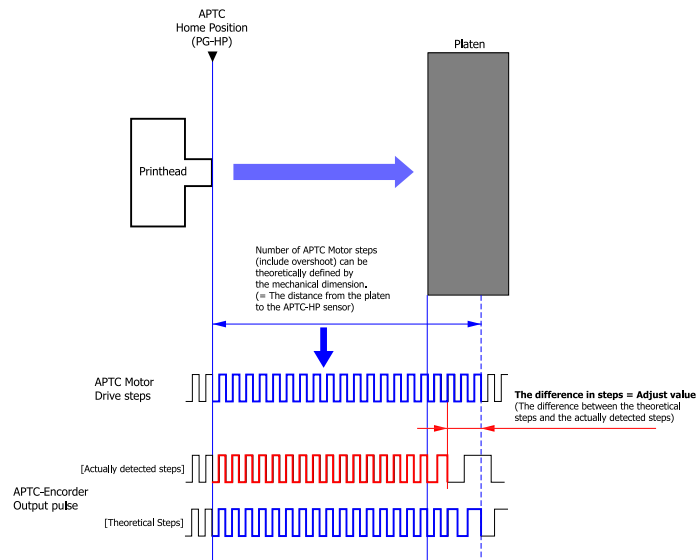 APTC
Home Position
(PG-HP)
Platen
Printhead
Number of APTC Motor steps
(include overshoot) can be
theoretically defined by
the mechanical dimension.
(= The distance from the platen
to the APTC-HP sensor)
APTC Motor
Drive steps
The difference in steps = Adjust value
(The difference between the theoretical
steps and the actually detected steps)
[Actually detected steps]
APTC-Encorder
Output pulse
[Theoretical Steps]